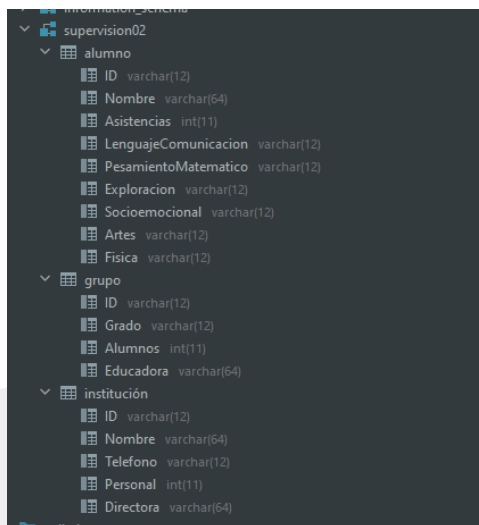 information_schema
supervision02
alumno
ID varchar(12)
Nombre varchar(64)
Asistencias int(11)
LenguajeComunicacion varchar(12)
PesamientoMatematico varchar(12)
Exploracion varchar(12)
Socioemocional varchar(12)
Artes varchar(12)
Fisica varchar(12)
grupo
ID varchar(12)
Grado varchar(12)
Alumnos int(11)
Educadora varchar(64)
institución
ID varchar(12)
Nombre varchar(64)
Telefono varchar(12)
Personal int(11)
Directora varchar(64)